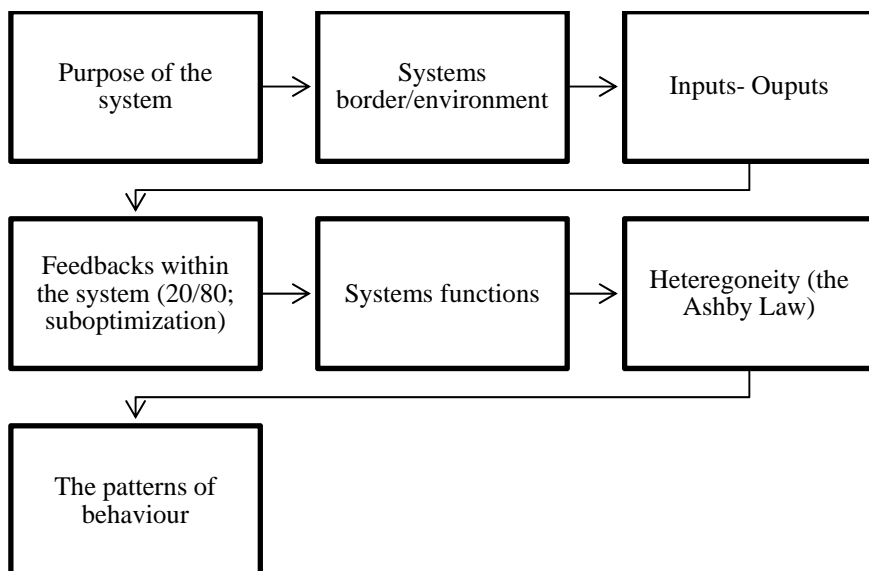 Purpose of the
system
Systems
border/environment
Inputs- Ouputs
Feedbacks within
the system (20/80;
suboptimization)
Systems functions
Heteregoneity (the
Ashby Law)
The patterns of
behaviour